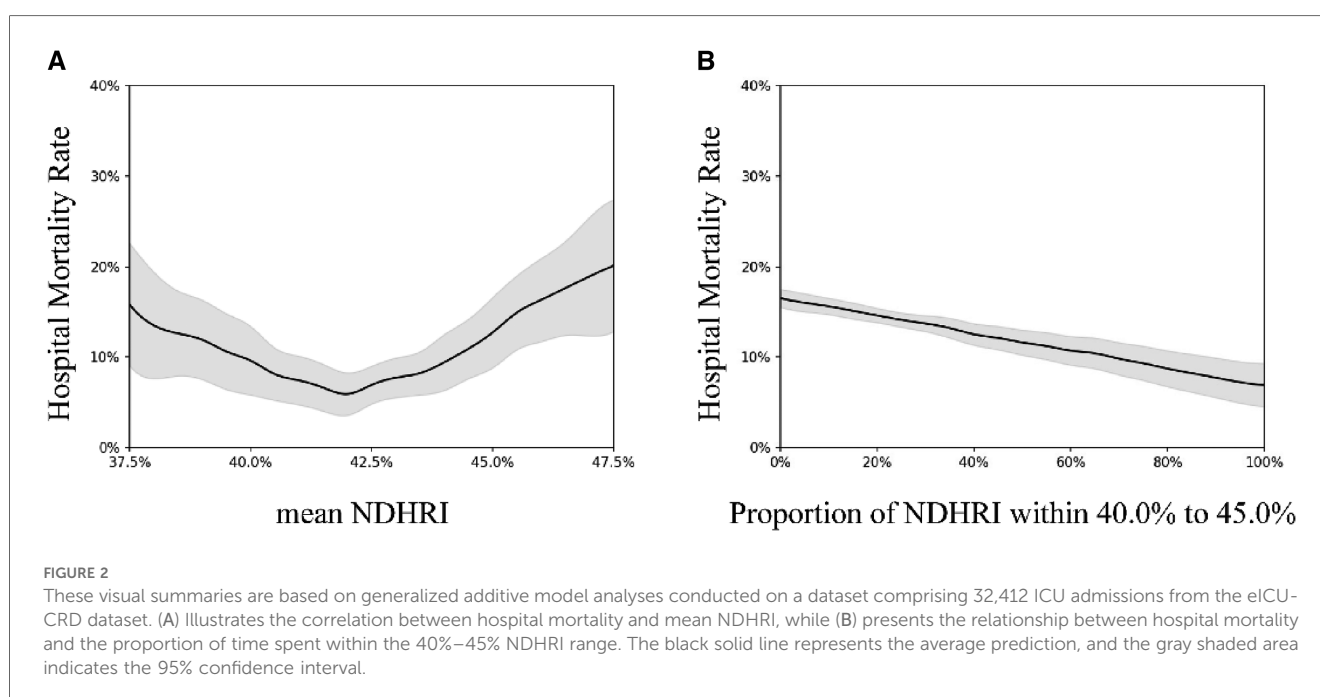 A
40%
30%
20%
10%
0%
37.5%
40.0%
42.5%
45.0%
47.5%
Hospital Mortality Rate
mean NDHRI
B
40%
30%
20%
10%
0%
0%
20%
40%
60%
80%
100%
Hospital Mortality Rate
Proportion of NDHRI within 40.0% to 45.0%
FIGURE 2
These visual summaries are based on generalized additive model analyses conducted on a dataset comprising 32,412 ICU admissions from the eICU-
CRD dataset. (A) Illustrates the correlation between hospital mortality and mean NDHRI, while (B) presents the relationship between hospital mortality
and the proportion of time spent within the 40%–45% NDHRI range. The black solid line represents the average prediction, and the gray shaded area
indicates the 95% confidence interval.